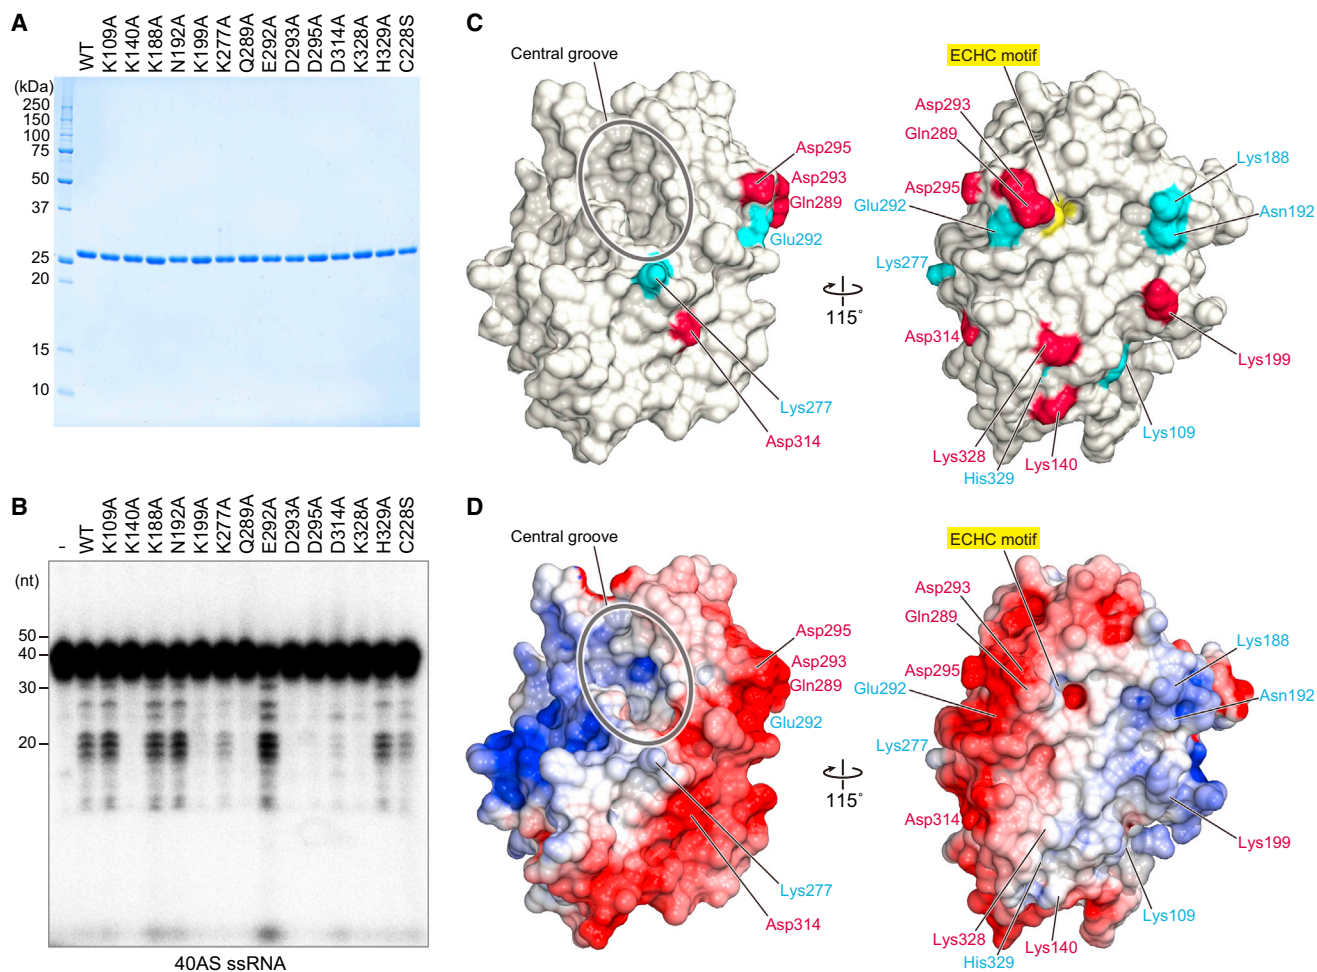 A
WT
K109A
K140A
K188A
N192A
K199A
K277A
Q289A
E292A
D293A
D295A
D314A
K328A
H329A
C228S
(kDa)
250
150
100
75
50
37
25
20
15
10
B
-
WT
K109A
K140A
K188A
N192A
K199A
K277A
Q289A
E292A
D293A
D295A
D314A
K328A
H329A
C228S
(nt)
50
40
30
20
40AS ssRNA
C
Central groove
Asp295
Asp293
Gln289
Glu292
Lys277
Asp314
115°
ECHC motif
Asp293
Gln289
Asp295
Glu292
Lys277
Asp314
Lys188
Asn192
Lys199
Lys109
Lys328
Lys140
His329
D
Central groove
Asp295
Asp293
Gln289
Glu292
Lys277
Asp314
115°
ECHC motif
Asp293
Gln289
Asp295
Glu292
Lys277
Asp314
Lys188
Asn192
Lys199
Lys109
Lys328
Lys140
His329